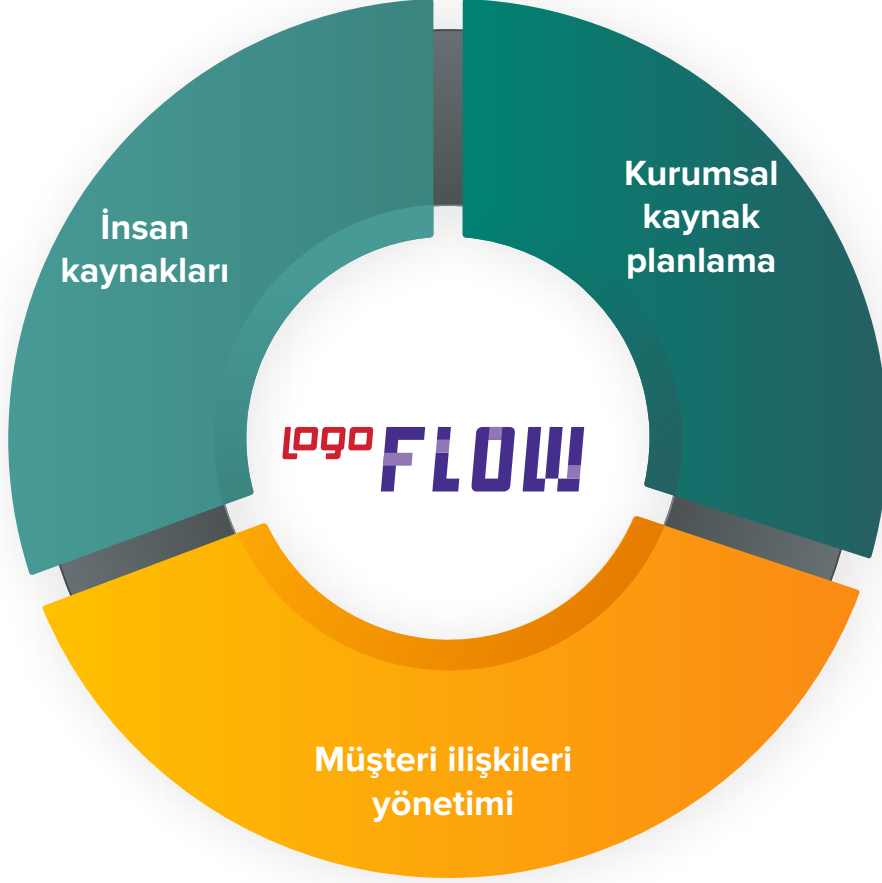 İnsan
kaynakları
Kurumsal
kaynak
planlama
logo FLOW
Müşteri ilişkileri
yönetimi